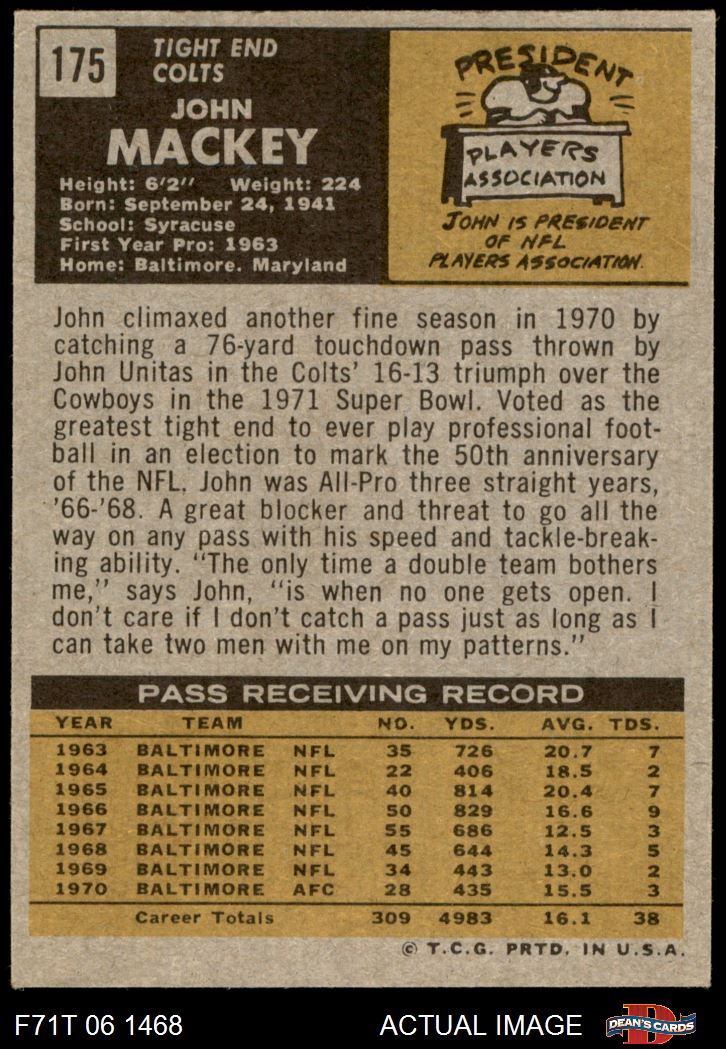 175
TIGHT END
COLTS
JOHN
MACKEY
Height: 6'2" Weight: 224
Born: September 24, 1941
School: Syracuse
First Year Pro: 1963
Home: Baltimore, Maryland
PRESIDENT
PLAYERS
ASSOCIATION
JOHN IS PRESIDENT
OF NFL
PLAYERS ASSOCIATION.
John climaxed another fine season in 1970 by
catching a 76-yard touchdown pass thrown by
John Unitas in the Colts' 16-13 triumph over the
Cowboys in the 1971 Super Bowl. Voted as the
greatest tight end to ever play professional foot-
ball in an election to mark the 50th anniversary
of the NFL, John was All-Pro three straight years,
'66-'68. A great blocker and threat to go all the
way on any pass with his speed and tackle-break-
ing ability. "The only time a double team bothers
me," says John, "is when no one gets open. I
don't care if I don't catch a pass just as long as I
can take two men with me on my patterns."
PASS RECEIVING RECORD
YEAR TEAM NO. YDS. AVG. TDS.
1963 BALTIMORE NFL 35 726 20.7 7
1964 BALTIMORE NFL 22 406 18.5 2
1965 BALTIMORE NFL 40 814 20.4 7
1966 BALTIMORE NFL 50 829 16.6 9
1967 BALTIMORE NFL 55 686 12.5 3
1968 BALTIMORE NFL 45 644 14.3 5
1969 BALTIMORE NFL 34 443 13.0 2
1970 BALTIMORE AFC 28 435 15.5 3
Career Totals 309 4983 16.1 38
© T.C.G. PRTD. IN U.S.A.
F71T 06 1468 ACTUAL IMAGE
D
DEAN'S CARDS